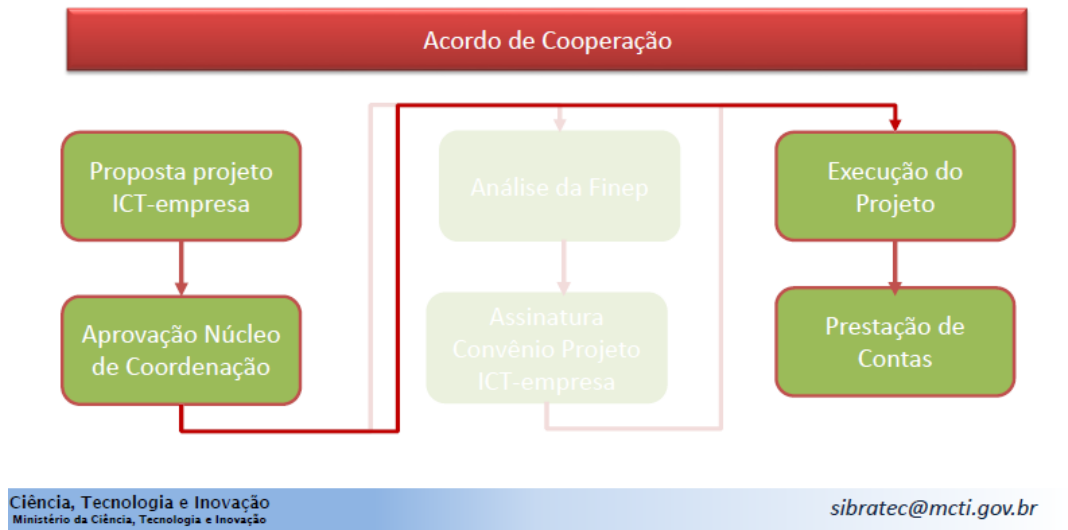 Acordo de Cooperação
Proposta projeto
ICT-empresa
Aprovação Núcleo
de Coordenação
Análise da Finep
Assinatura
Convênio Projeto
ICT-empresa
Execução do
Projeto
Prestação de
Contas
Ciência, Tecnologia e Inovação
Ministério da Ciência, Tecnologia e Inovação
sibratec@mcti.gov.br